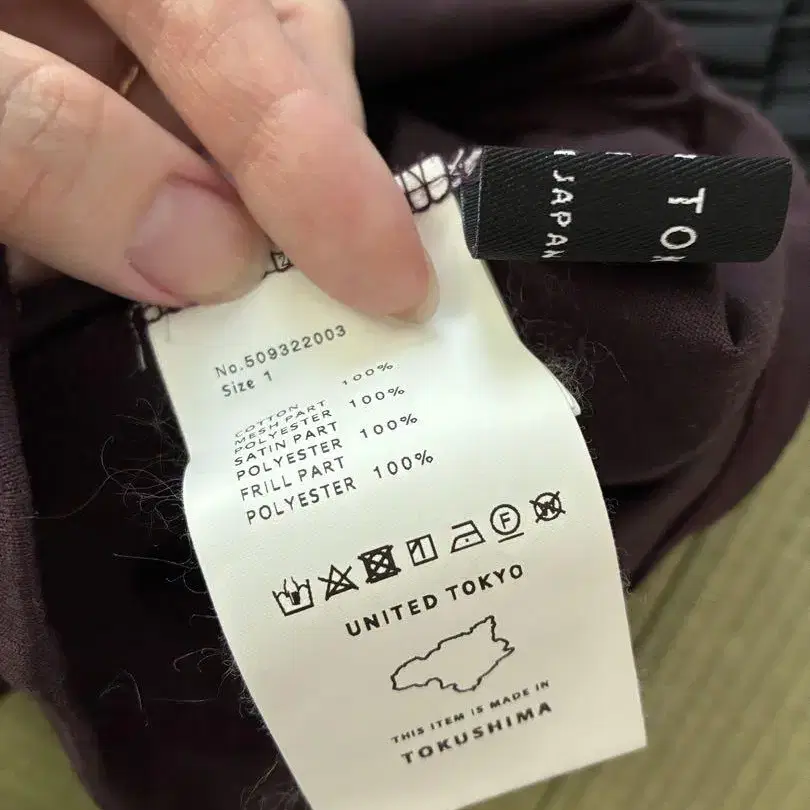 No.509322003
Size 1
COTTON 100%
MESH PART
POLYESTER 100%
SATIN PART
POLYESTER 100%
FRILL PART
POLYESTER 100%
F
W
UNITED TOKYO
THIS ITEM IS MADE IN
TOKUSHIMA
JAPAN
TO